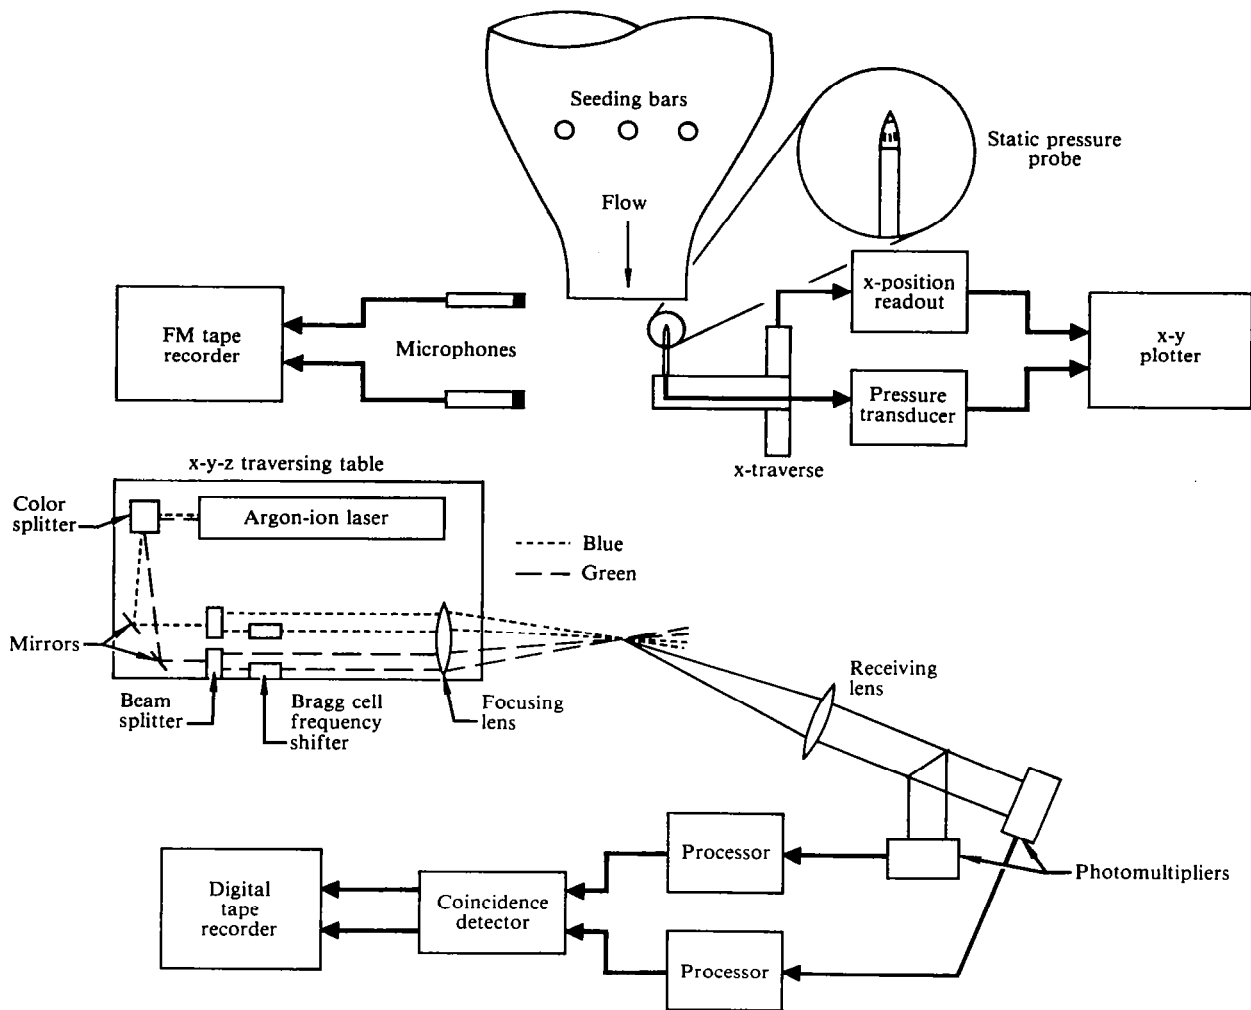 Seeding bars
Static pressure
probe
Flow
x-position
readout
FM tape
recorder
Microphones
x-y
plotter
Pressure
transducer
x-traverse
x-y-z traversing table
Color
splitter
Argon-ion laser
Blue
Green
Mirrors
Beam
splitter
Bragg cell
frequency
shifter
Focusing
lens
Receiving
lens
Processor
Photomultipliers
Digital
tape
recorder
Coincidence
detector
Processor